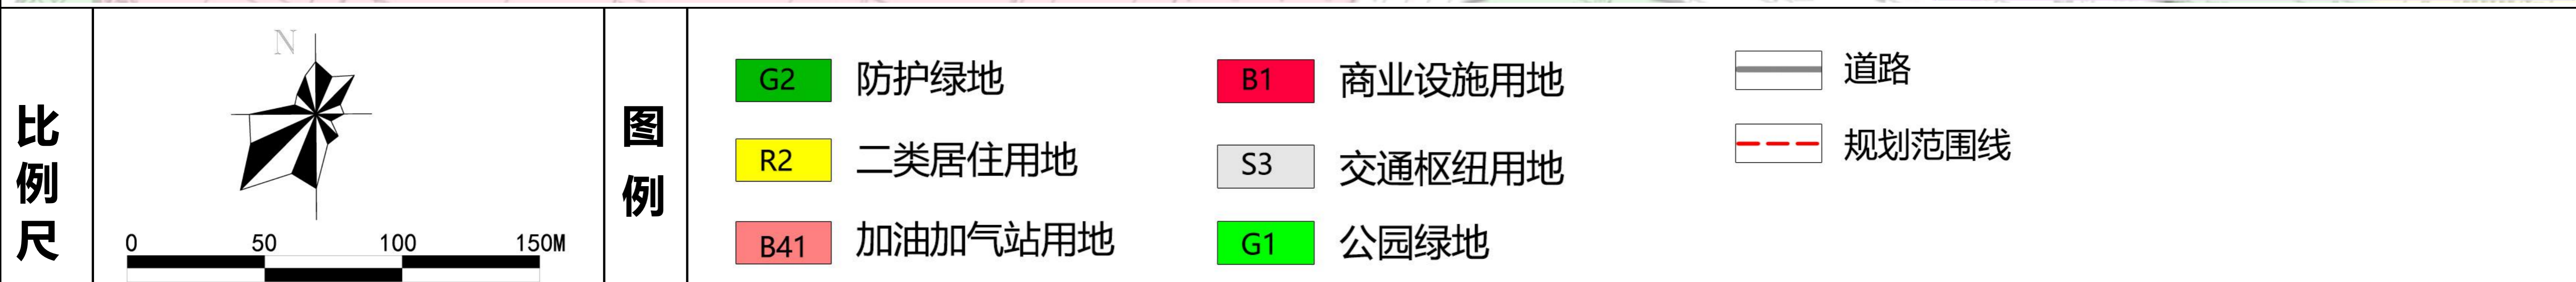 比例尺
N
0 50 100 150M
图例
G2 防护绿地
R2 二类居住用地
B41 加油加气站用地
B1 商业设施用地
S3 交通枢纽用地
G1 公园绿地
道路
规划范围线